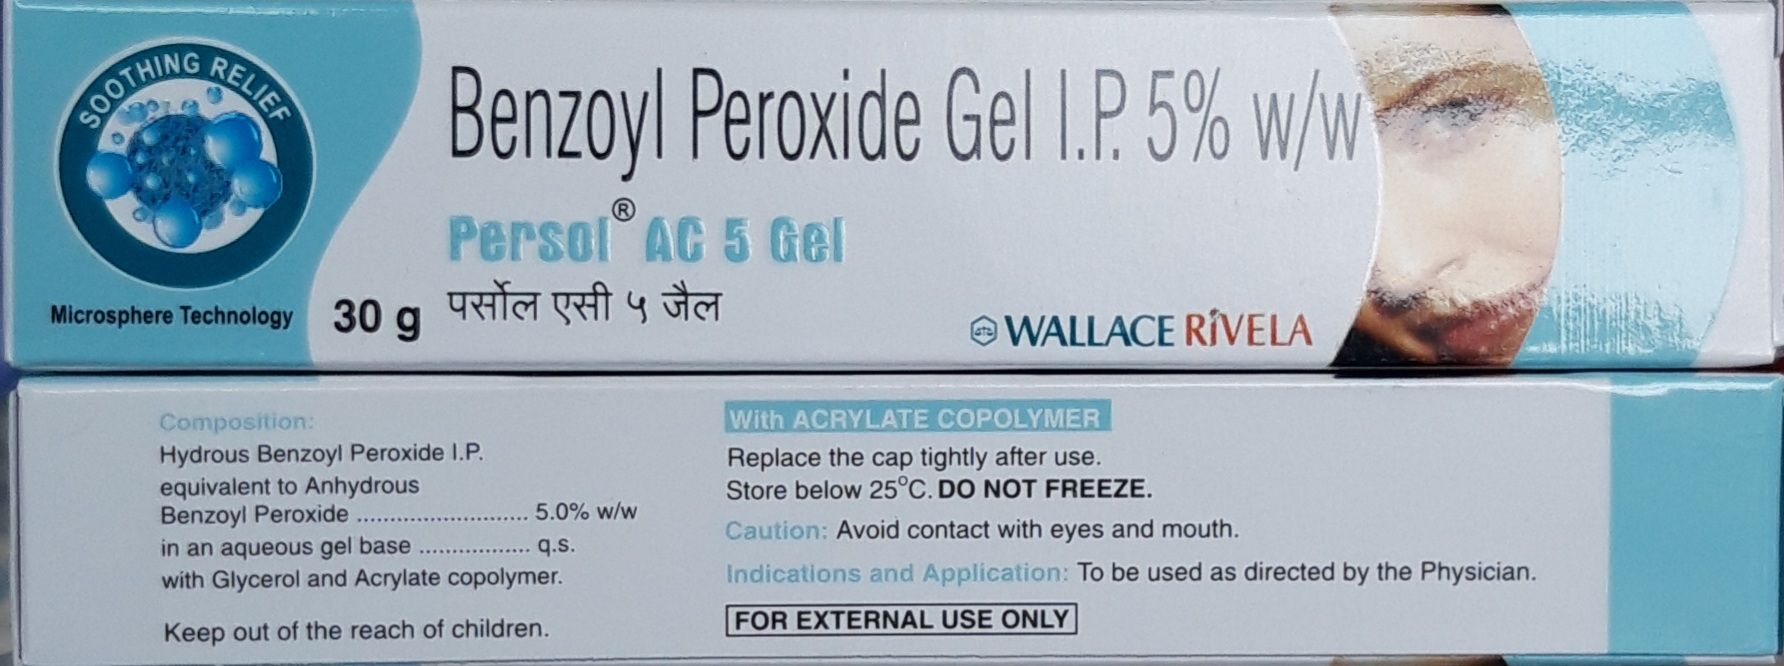 SOOTHING RELIEF
Microsphere Technology
Benzoyl Peroxide Gel I.P. 5% w/w
Persol® AC 5 Gel
30 g
पर्सोल एसी ५ जैल
WALLACE RIVELA
Composition:
Hydrous Benzoyl Peroxide I.P.
equivalent to Anhydrous
Benzoyl Peroxide .......................... 5.0% w/w
in an aqueous gel base ................. q.s.
with Glycerol and Acrylate copolymer.
Keep out of the reach of children.
With ACRYLATE COPOLYMER
Replace the cap tightly after use.
Store below 25°C. DO NOT FREEZE.
Caution: Avoid contact with eyes and mouth.
Indications and Application: To be used as directed by the Physician.
FOR EXTERNAL USE ONLY